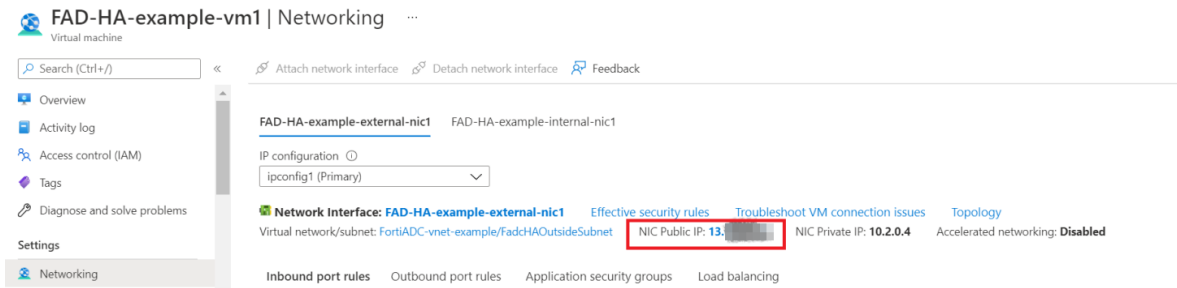 FAD-HA-example-vm1 | Networking ...
Virtual machine
Search (Ctrl+/) «
Attach network interface Detach network interface Feedback
Overview
Activity log
Access control (IAM)
Tags
Diagnose and solve problems
Settings
Networking
FAD-HA-example-external-nic1 FAD-HA-example-internal-nic1
IP configuration
ipconfig1 (Primary)
Network Interface: FAD-HA-example-external-nic1 Effective security rules Troubleshoot VM connection issues Topology
Virtual network/subnet: FortiADC-vnet-example/FadcHAOutsideSubnet NIC Public IP: 13. NIC Private IP: 10.2.0.4 Accelerated networking: Disabled
Inbound port rules Outbound port rules Application security groups Load balancing